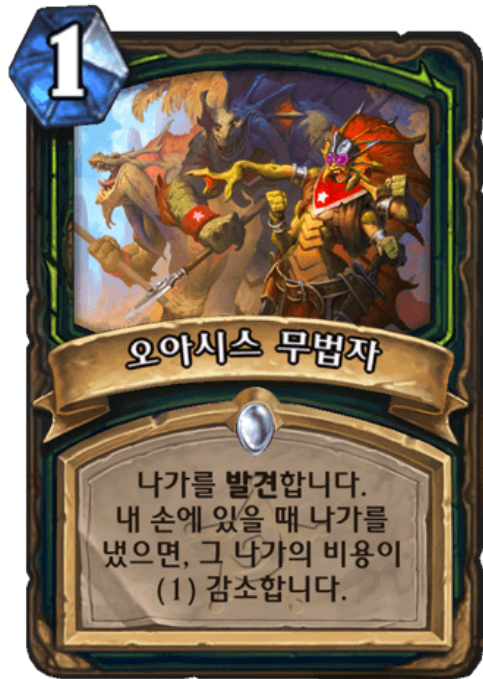 1
오아시스 무법자
나가를 발견합니다.
내 손에 있을 때 나가를
냈으면, 그 나가의 비용이
(1) 감소합니다.